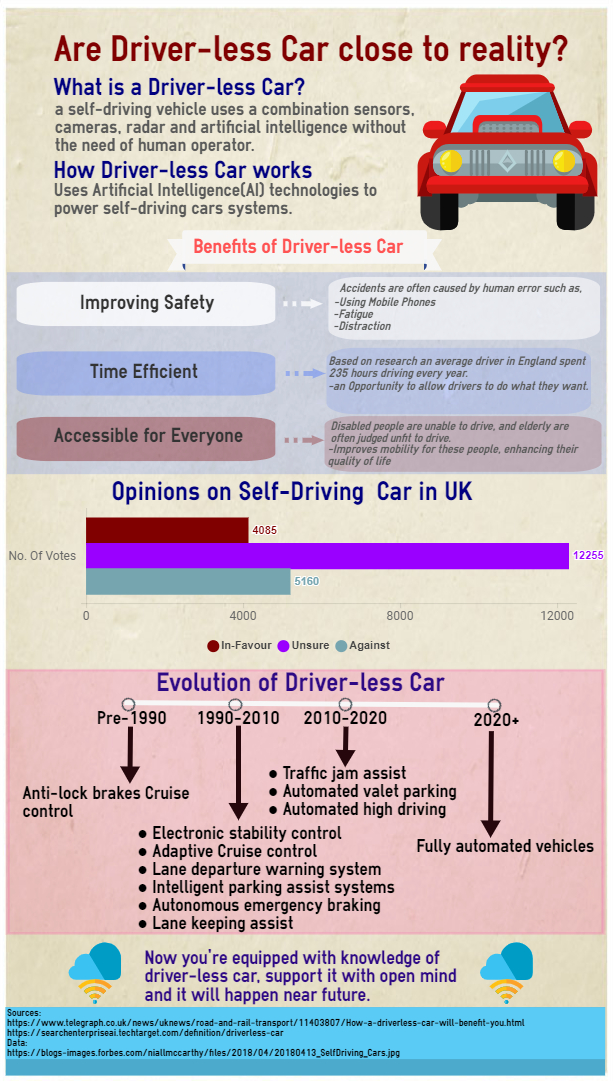 Are Driver-less Car close to reality?
What is a Driver-less Car?
a self-driving vehicle uses a combination sensors,
cameras, radar and artificial intelligence without
the need of human operator.
How Driver-less Car works
Uses Artificial Intelligence(AI) technologies to
power self-driving cars systems.
Benefits of Driver-less Car
Improving Safety
Accidents are often caused by human error such as,
-Using Mobile Phones
-Fatigue
-Distraction
Time Efficient
Based on research an average driver in England spent
235 hours driving every year.
-an Opportunity to allow drivers to do what they want.
Accessible for Everyone
Disabled people are unable to drive, and elderly are
often judged unfit to drive.
-Improves mobility for these people, enhancing their
quality of life
Opinions on Self-Driving Car in UK
4085
No. Of Votes
12255
5160
0 4000 8000 12000
In-Favour Unsure Against
Evolution of Driver-less Car
Pre-1990 1990-2010 2010-2020 2020+
Anti-lock brakes Cruise
control
● Electronic stability control
● Adaptive Cruise control
● Lane departure warning system
● Intelligent parking assist systems
● Autonomous emergency braking
● Lane keeping assist
● Traffic jam assist
● Automated valet parking
● Automated high driving
Fully automated vehicles
Now you're equipped with knowledge of
driver-less car, support it with open mind
and it will happen near future.
Sources:
https://www.telegraph.co.uk/news/uknews/road-and-rail-transport/11403807/How-a-driverless-car-will-benefit-you.html
https://searchenterpriseai.techtarget.com/definition/driverless-car
Data:
https://blogs-images.forbes.com/niallmccarthy/files/2018/04/20180413_SelfDriving_Cars.jpg